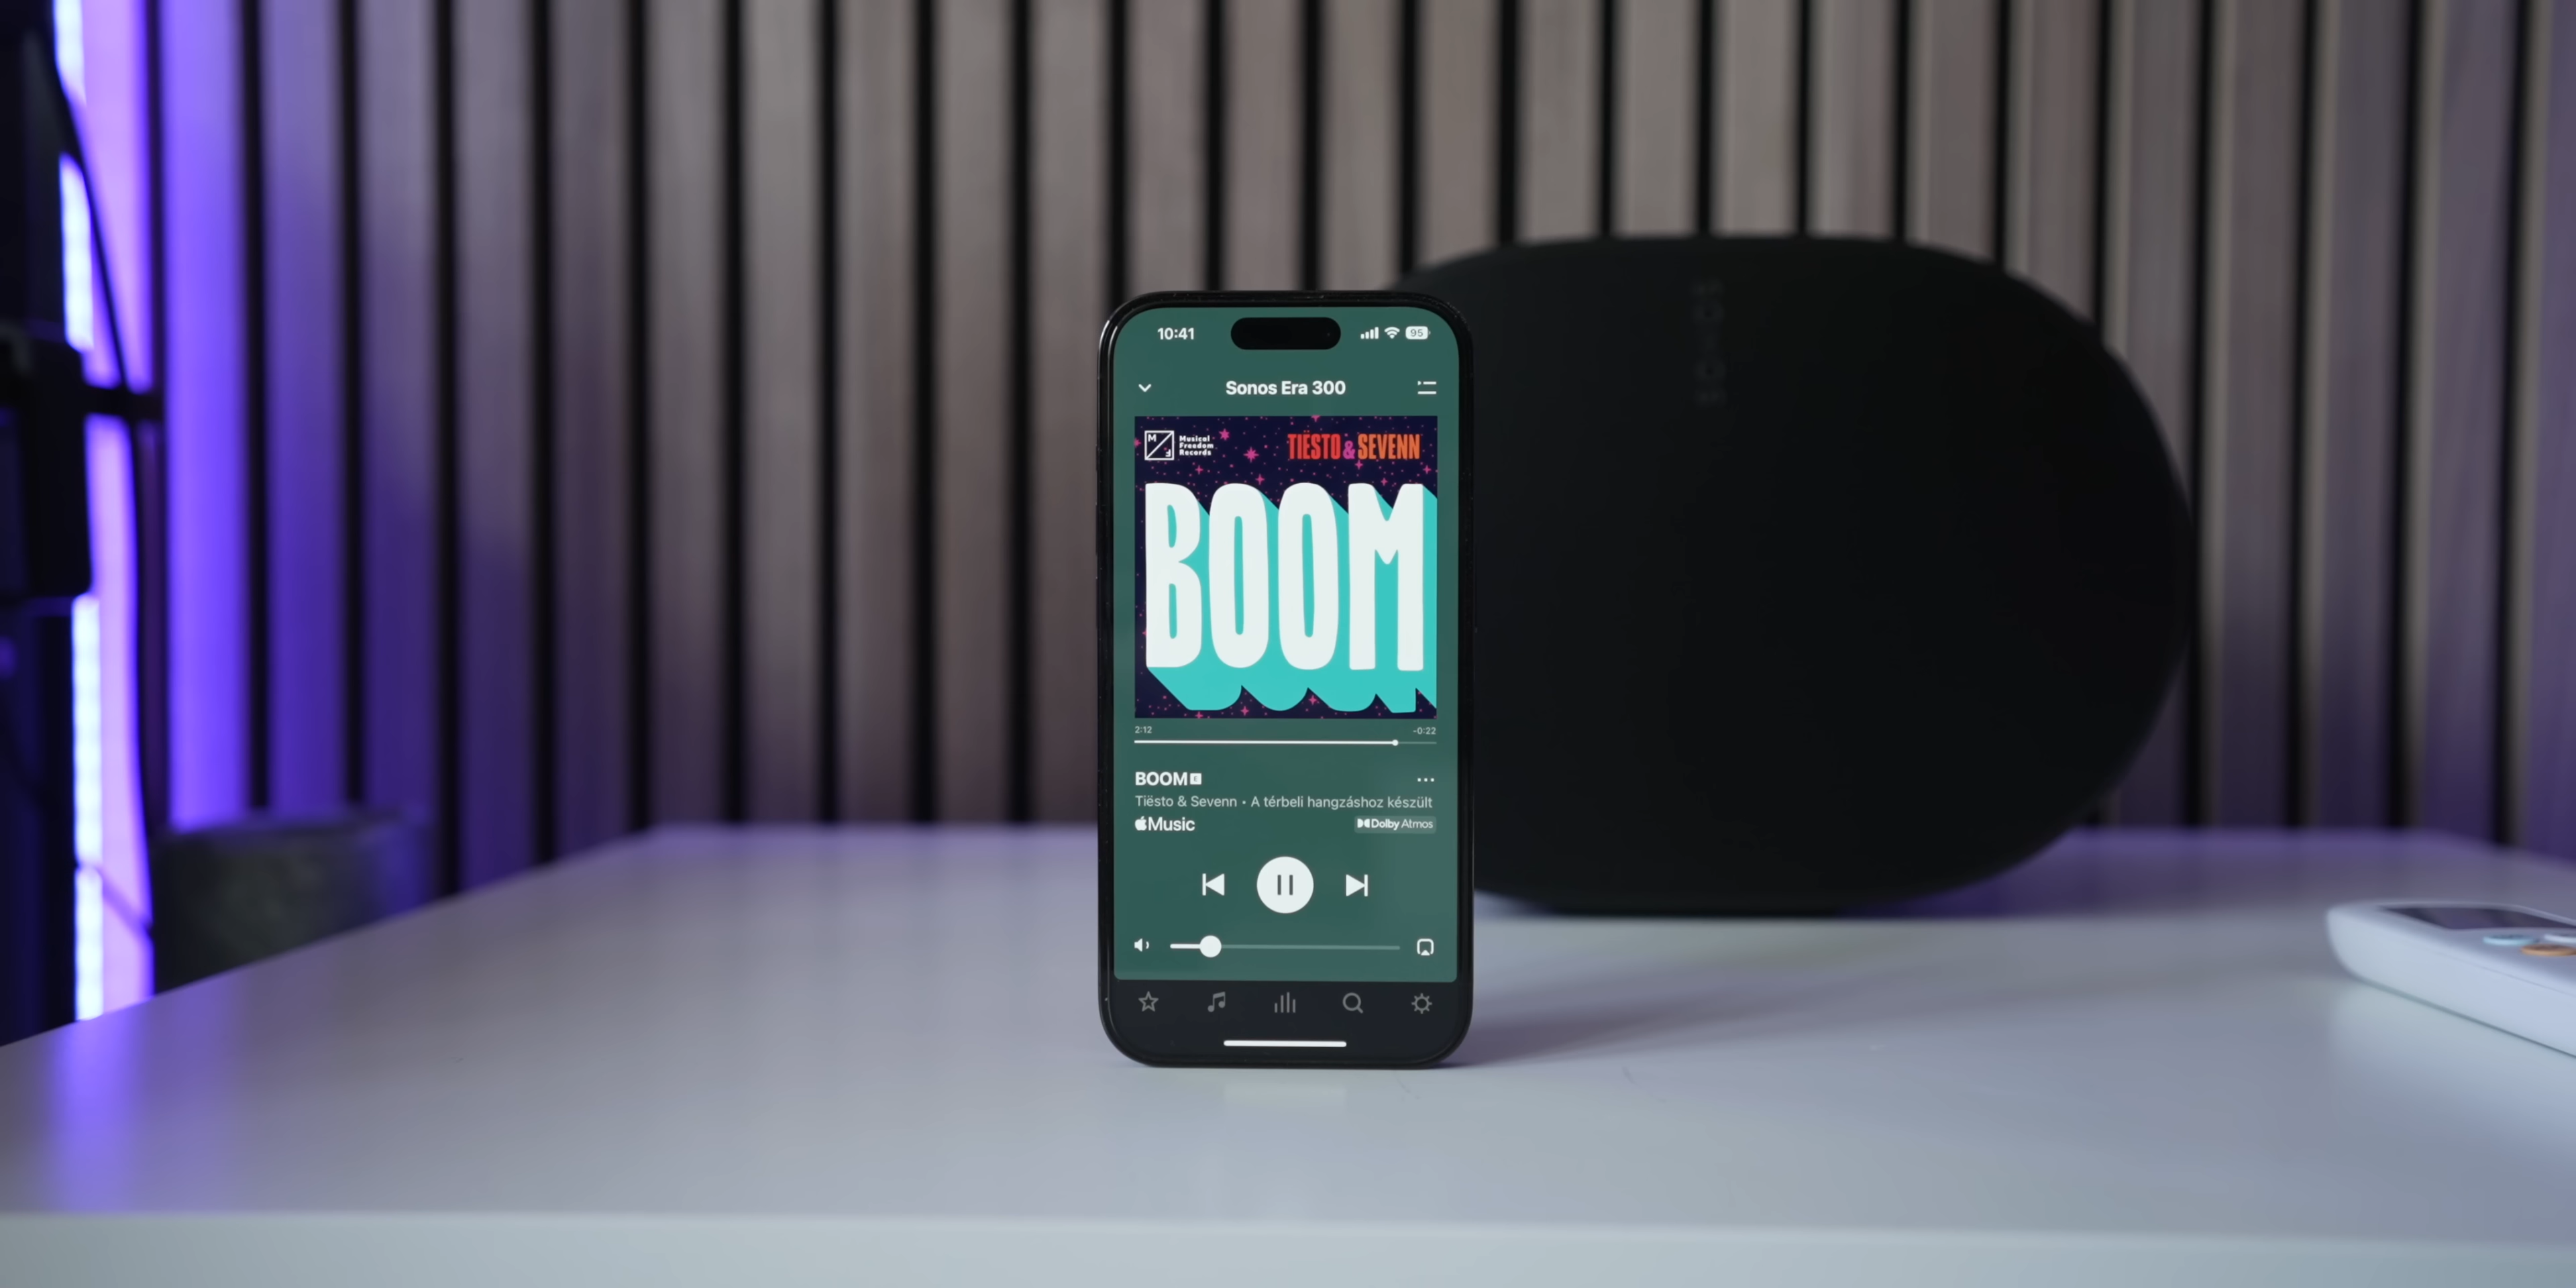 10:41
95
Sonos Era 300
M F
Musical
Freedom
Records
TIËSTO & SEVENN
BOOM
2:12
-0:22
BOOM E
Tiësto & Sevenn • A térbeli hangzáshoz készült
Music
Dolby Atmos
SONOS